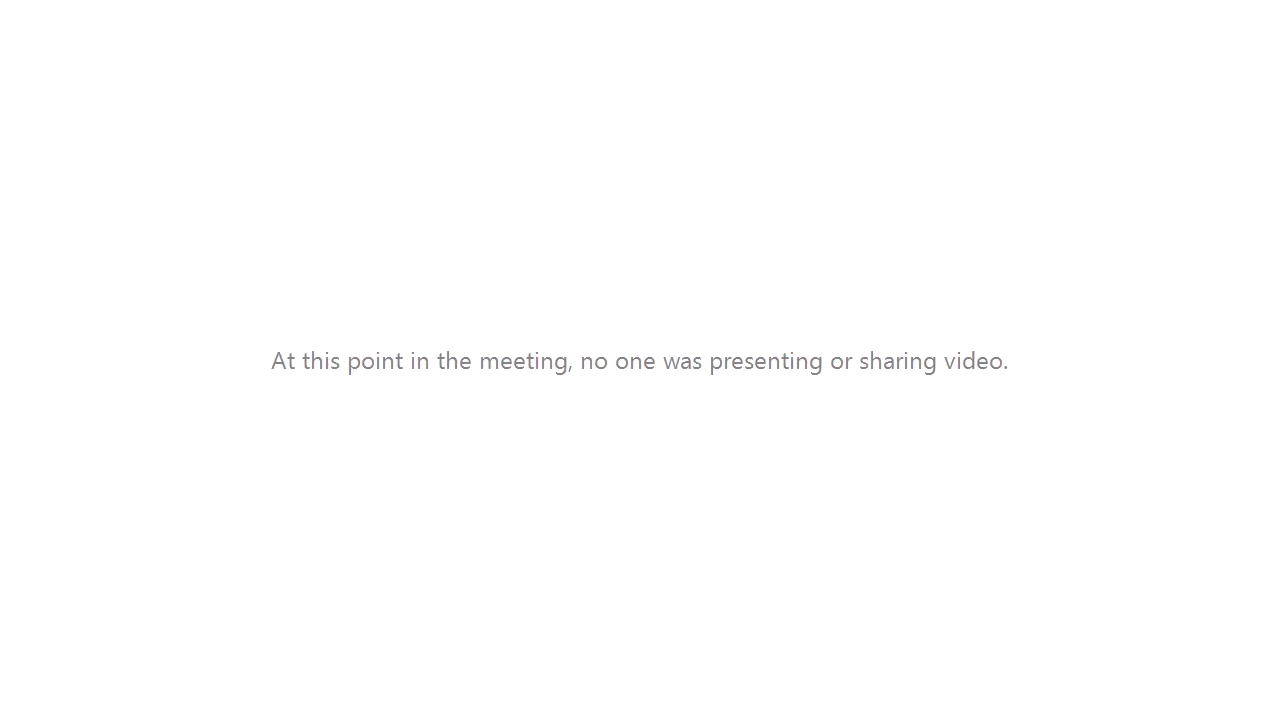 At this point in the meeting, no one was presenting or sharing video.